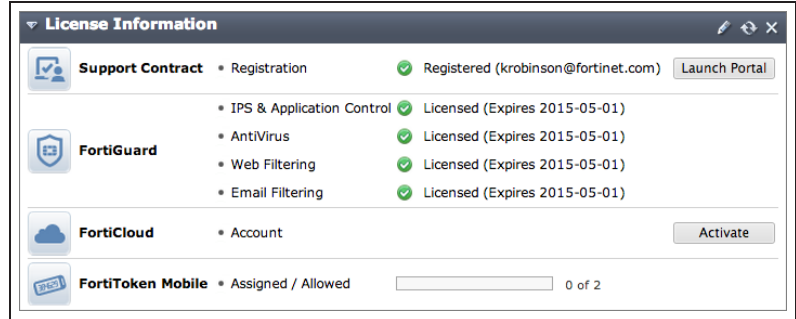 License Information
Support Contract • Registration Registered (krobinson@fortinet.com) Launch Portal
FortiGuard
• IPS & Application Control Licensed (Expires 2015-05-01)
• AntiVirus Licensed (Expires 2015-05-01)
• Web Filtering Licensed (Expires 2015-05-01)
• Email Filtering Licensed (Expires 2015-05-01)
FortiCloud • Account Activate
FortiToken Mobile • Assigned / Allowed 0 of 2